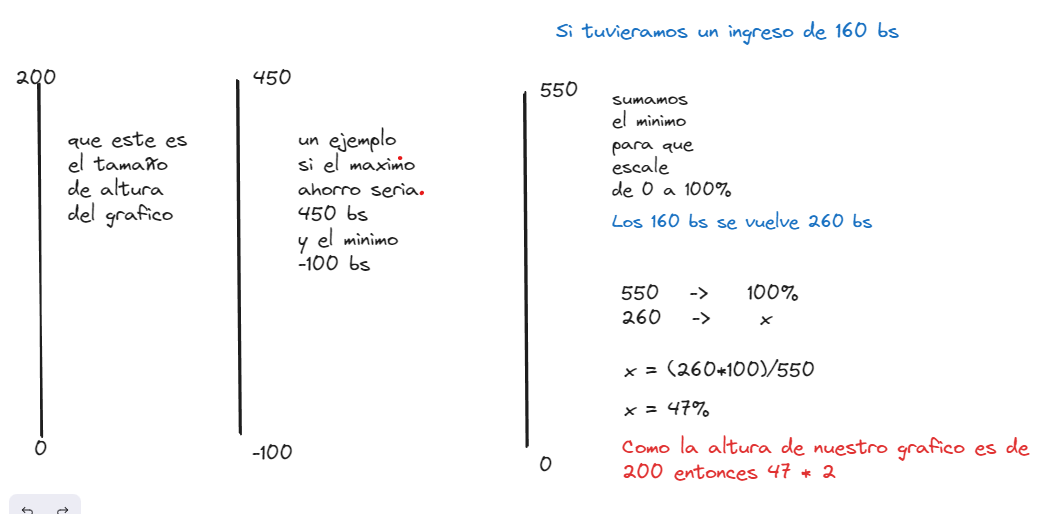 Si tuvieramos un ingreso de 160 bs
200
que este es
el tamaño
de altura
del grafico
0
450
un ejemplo
si el maximo
ahorro seria.
450 bs
y el minimo
-100 bs
-100
550
sumamos
el minimo
para que
escale
de 0 a 100%
Los 160 bs se vuelve 260 bs
550 -> 100%
260 -> x
x = (260*100)/550
x = 47%
0
Como la altura de nuestro grafico es de
200 entonces 47 * 2